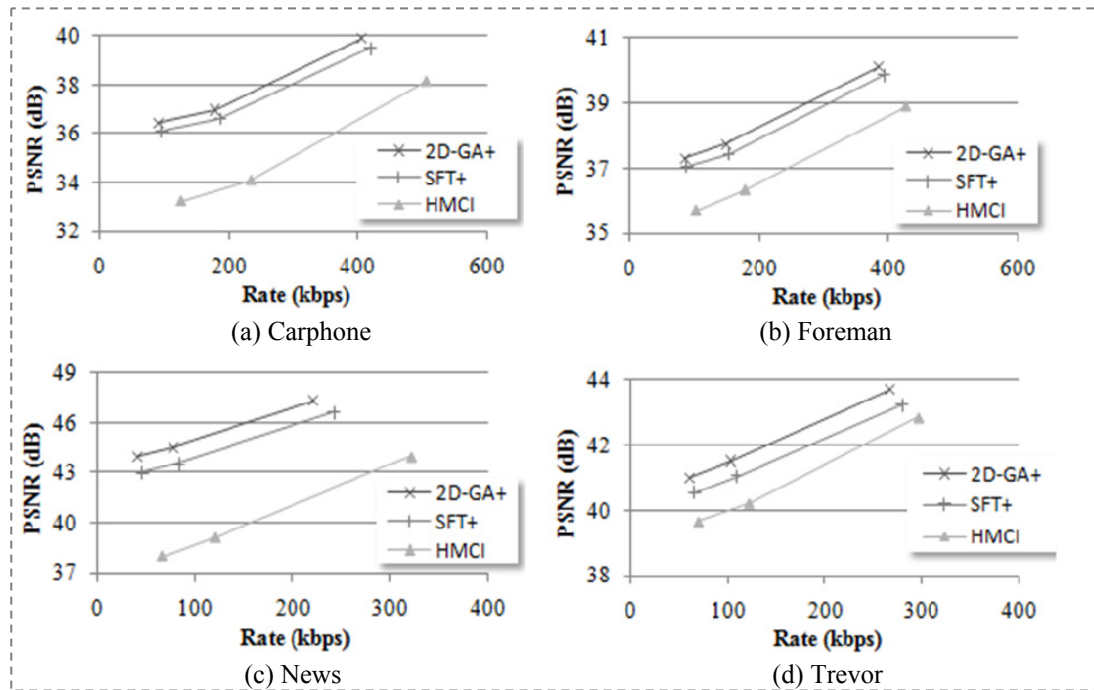 40
38
36
34
32
PSNR (dB)
0 200 400 600
Rate (kbps)
2D-GA+
SFT+
HMCI
(a) Carphone
41
39
37
35
PSNR (dB)
0 200 400 600
Rate (kbps)
2D-GA+
SFT+
HMCI
(b) Foreman
49
46
43
40
37
PSNR (dB)
0 100 200 300 400
Rate (kbps)
2D-GA+
SFT+
HMCI
(c) News
44
42
40
38
PSNR (dB)
0 100 200 300 400
Rate (kbps)
2D-GA+
SFT+
HMCI
(d) Trevor